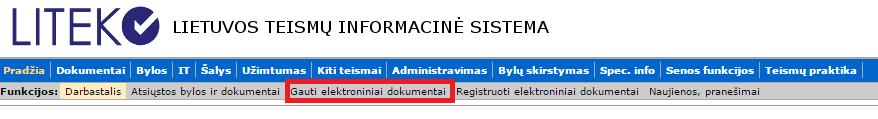 LITEKO LIETUVOS TEISMŲ INFORMACINĖ SISTEMA
Pradžia Dokumentai Bylos IT Šalys Užimtumas Kiti teismai Administravimas Bylų skirstymas Spec. info Senos funkcijos Teismų praktika
Funkcijos: Darbastalis Atsiųstos bylos ir dokumentai Gauti elektroniniai dokumentai Registruoti elektroniniai dokumentai Naujienos, pranešimai